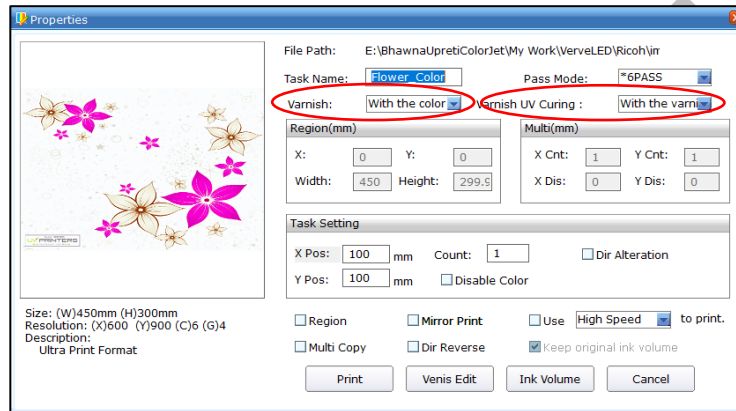 Properties
File Path: E:\BhawnaUpretiColorJet\My Work\VerveLED\Ricoh\im
Task Name: Flower_Color Pass Mode: *6PASS
Varnish: With the color Varnish UV Curing : With the varni
Region(mm) Multi(mm)
X: 0 Y: 0 X Cnt: 1 Y Cnt: 1
Width: 450 Height: 299.9 X Dis: 0 Y Dis: 0
Task Setting
X Pos: 100 mm Count: 1 Dir Alteration
Y Pos: 100 mm Disable Color
UV PRINTERS
Size: (W)450mm (H)300mm
Resolution: (X)600 (Y)900 (C)6 (G)4
Description:
Ultra Print Format
Region Mirror Print Use High Speed to print.
Multi Copy Dir Reverse Keep original ink volume
Print Venis Edit Ink Volume Cancel